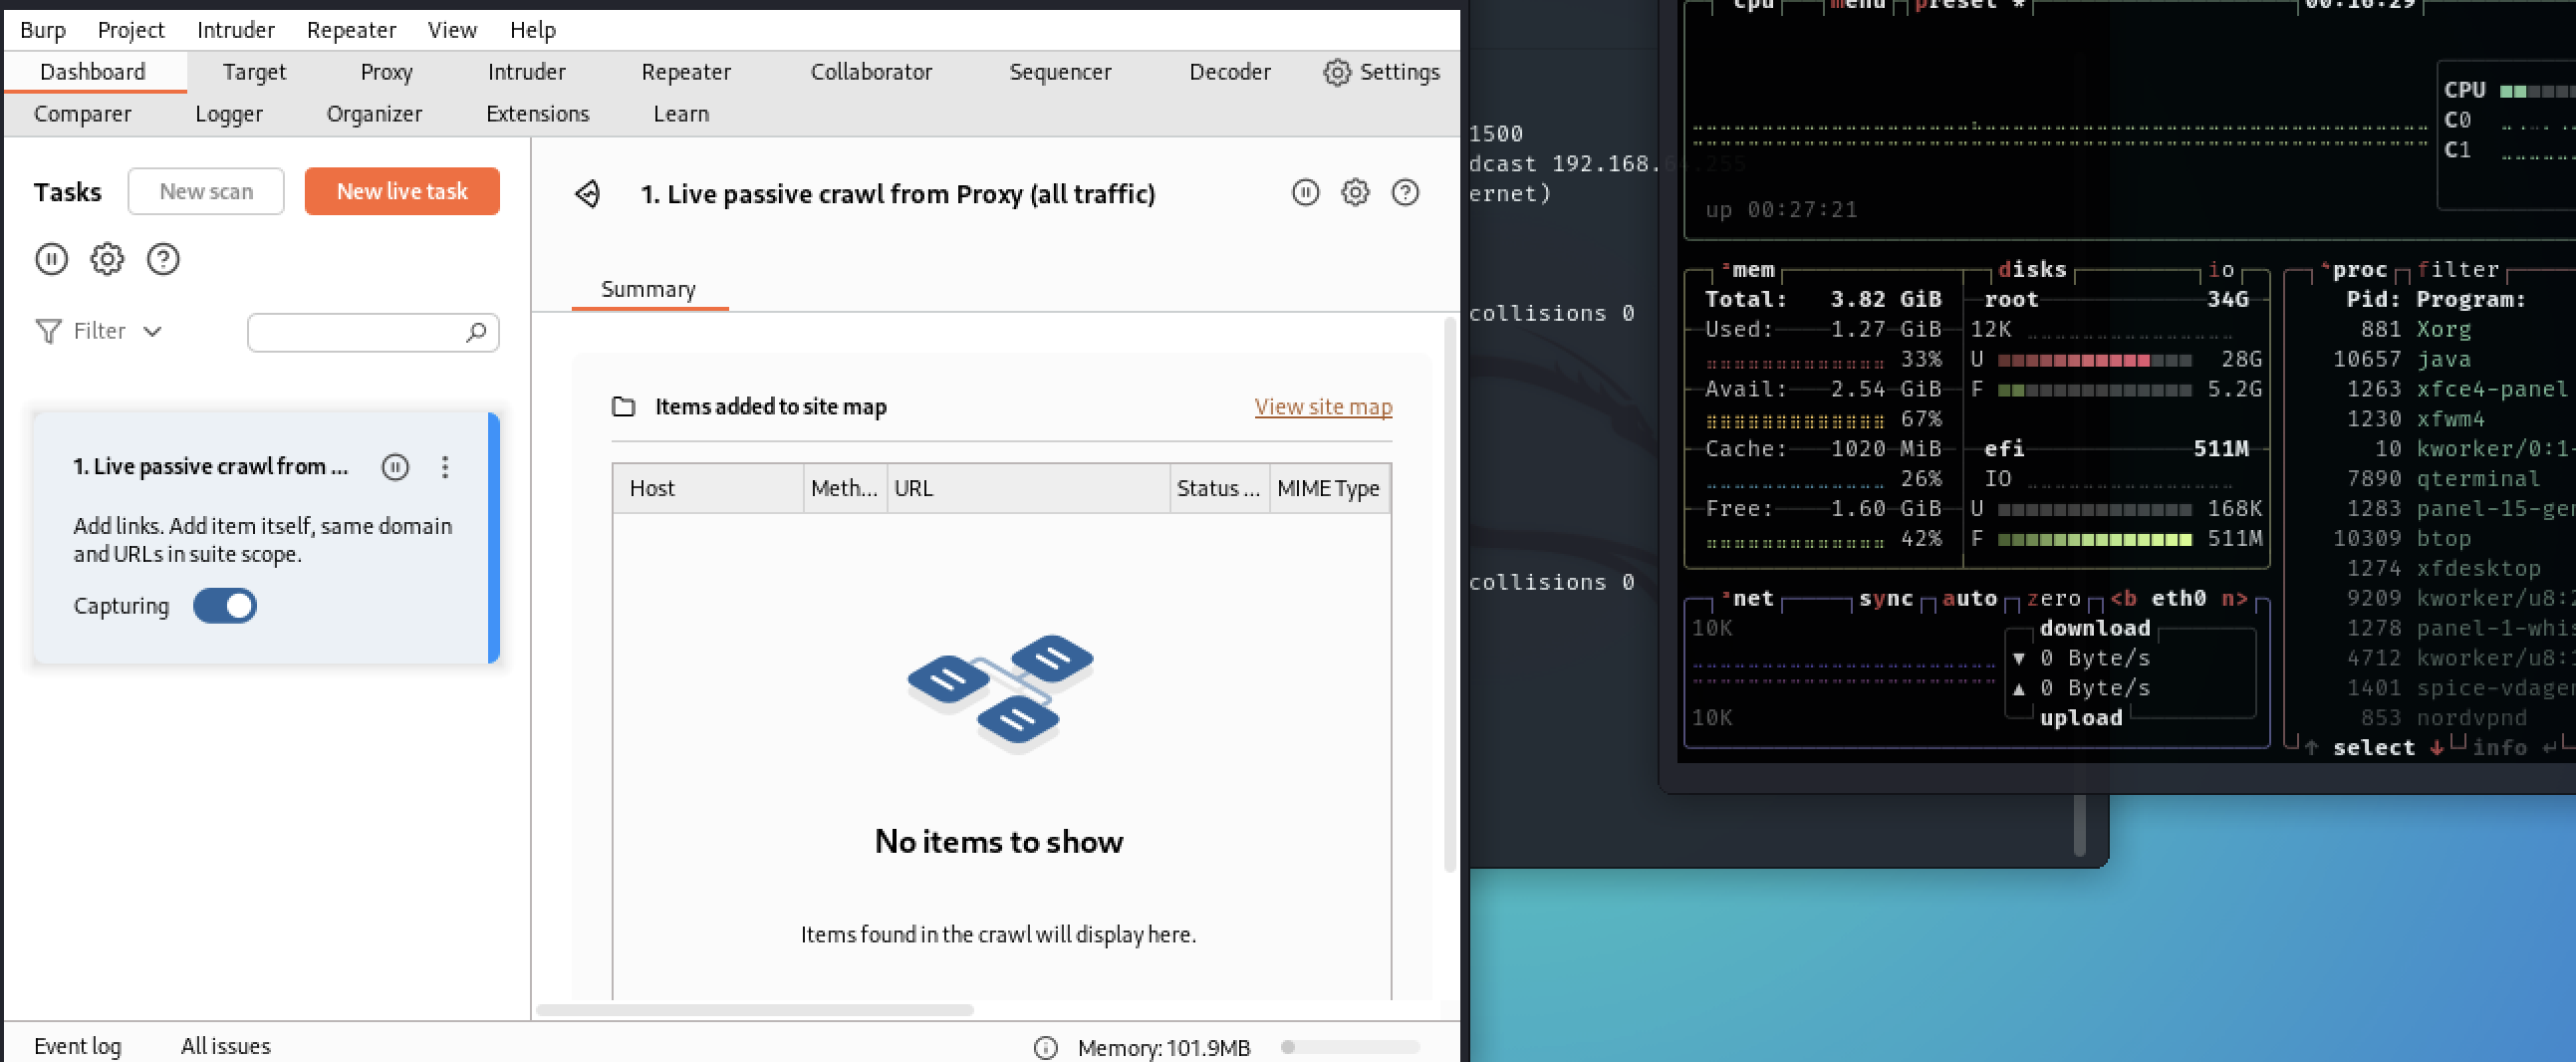 Burp Project Intruder Repeater View Help
Dashboard Target Proxy Intruder Repeater Collaborator Sequencer Decoder Settings
Comparer Logger Organizer Extensions Learn
Tasks New scan New live task
Filter
1. Live passive crawl from ...
Add links. Add item itself, same domain
and URLs in suite scope.
Capturing
1. Live passive crawl from Proxy (all traffic)
Summary
Items added to site map View site map
Host Meth... URL Status ... MIME Type
No items to show
Items found in the crawl will display here.
Event log All issues Memory: 101.9MB
1500
dcast 192.168.64.255
ernet)
collisions 0
collisions 0
cpu menu preset * 00:16:29
CPU
C0
C1
up 00:27:21
mem
Total: 3.82 GiB
Used: 1.27 GiB
33%
Avail: 2.54 GiB
67%
Cache: 1020 MiB
26%
Free: 1.60 GiB
42%
disks io
root 34G
12K
U 28G
F 5.2G
efi 511M
IO
U 168K
F 511M
net sync auto zero <b eth0 n>
10K
download
▼ 0 Byte/s
▲ 0 Byte/s
upload
10K
proc filter
Pid: Program:
881 Xorg
10657 java
1263 xfce4-panel
1230 xfwm4
10 kworker/0:1-
7890 qterminal
1283 panel-15-gen
10309 btop
1274 xfdesktop
9209 kworker/u8:2
1278 panel-1-whis
4712 kworker/u8:1
1401 spice-vdagen
853 nordvpnd
↑ select ↓ info ↵